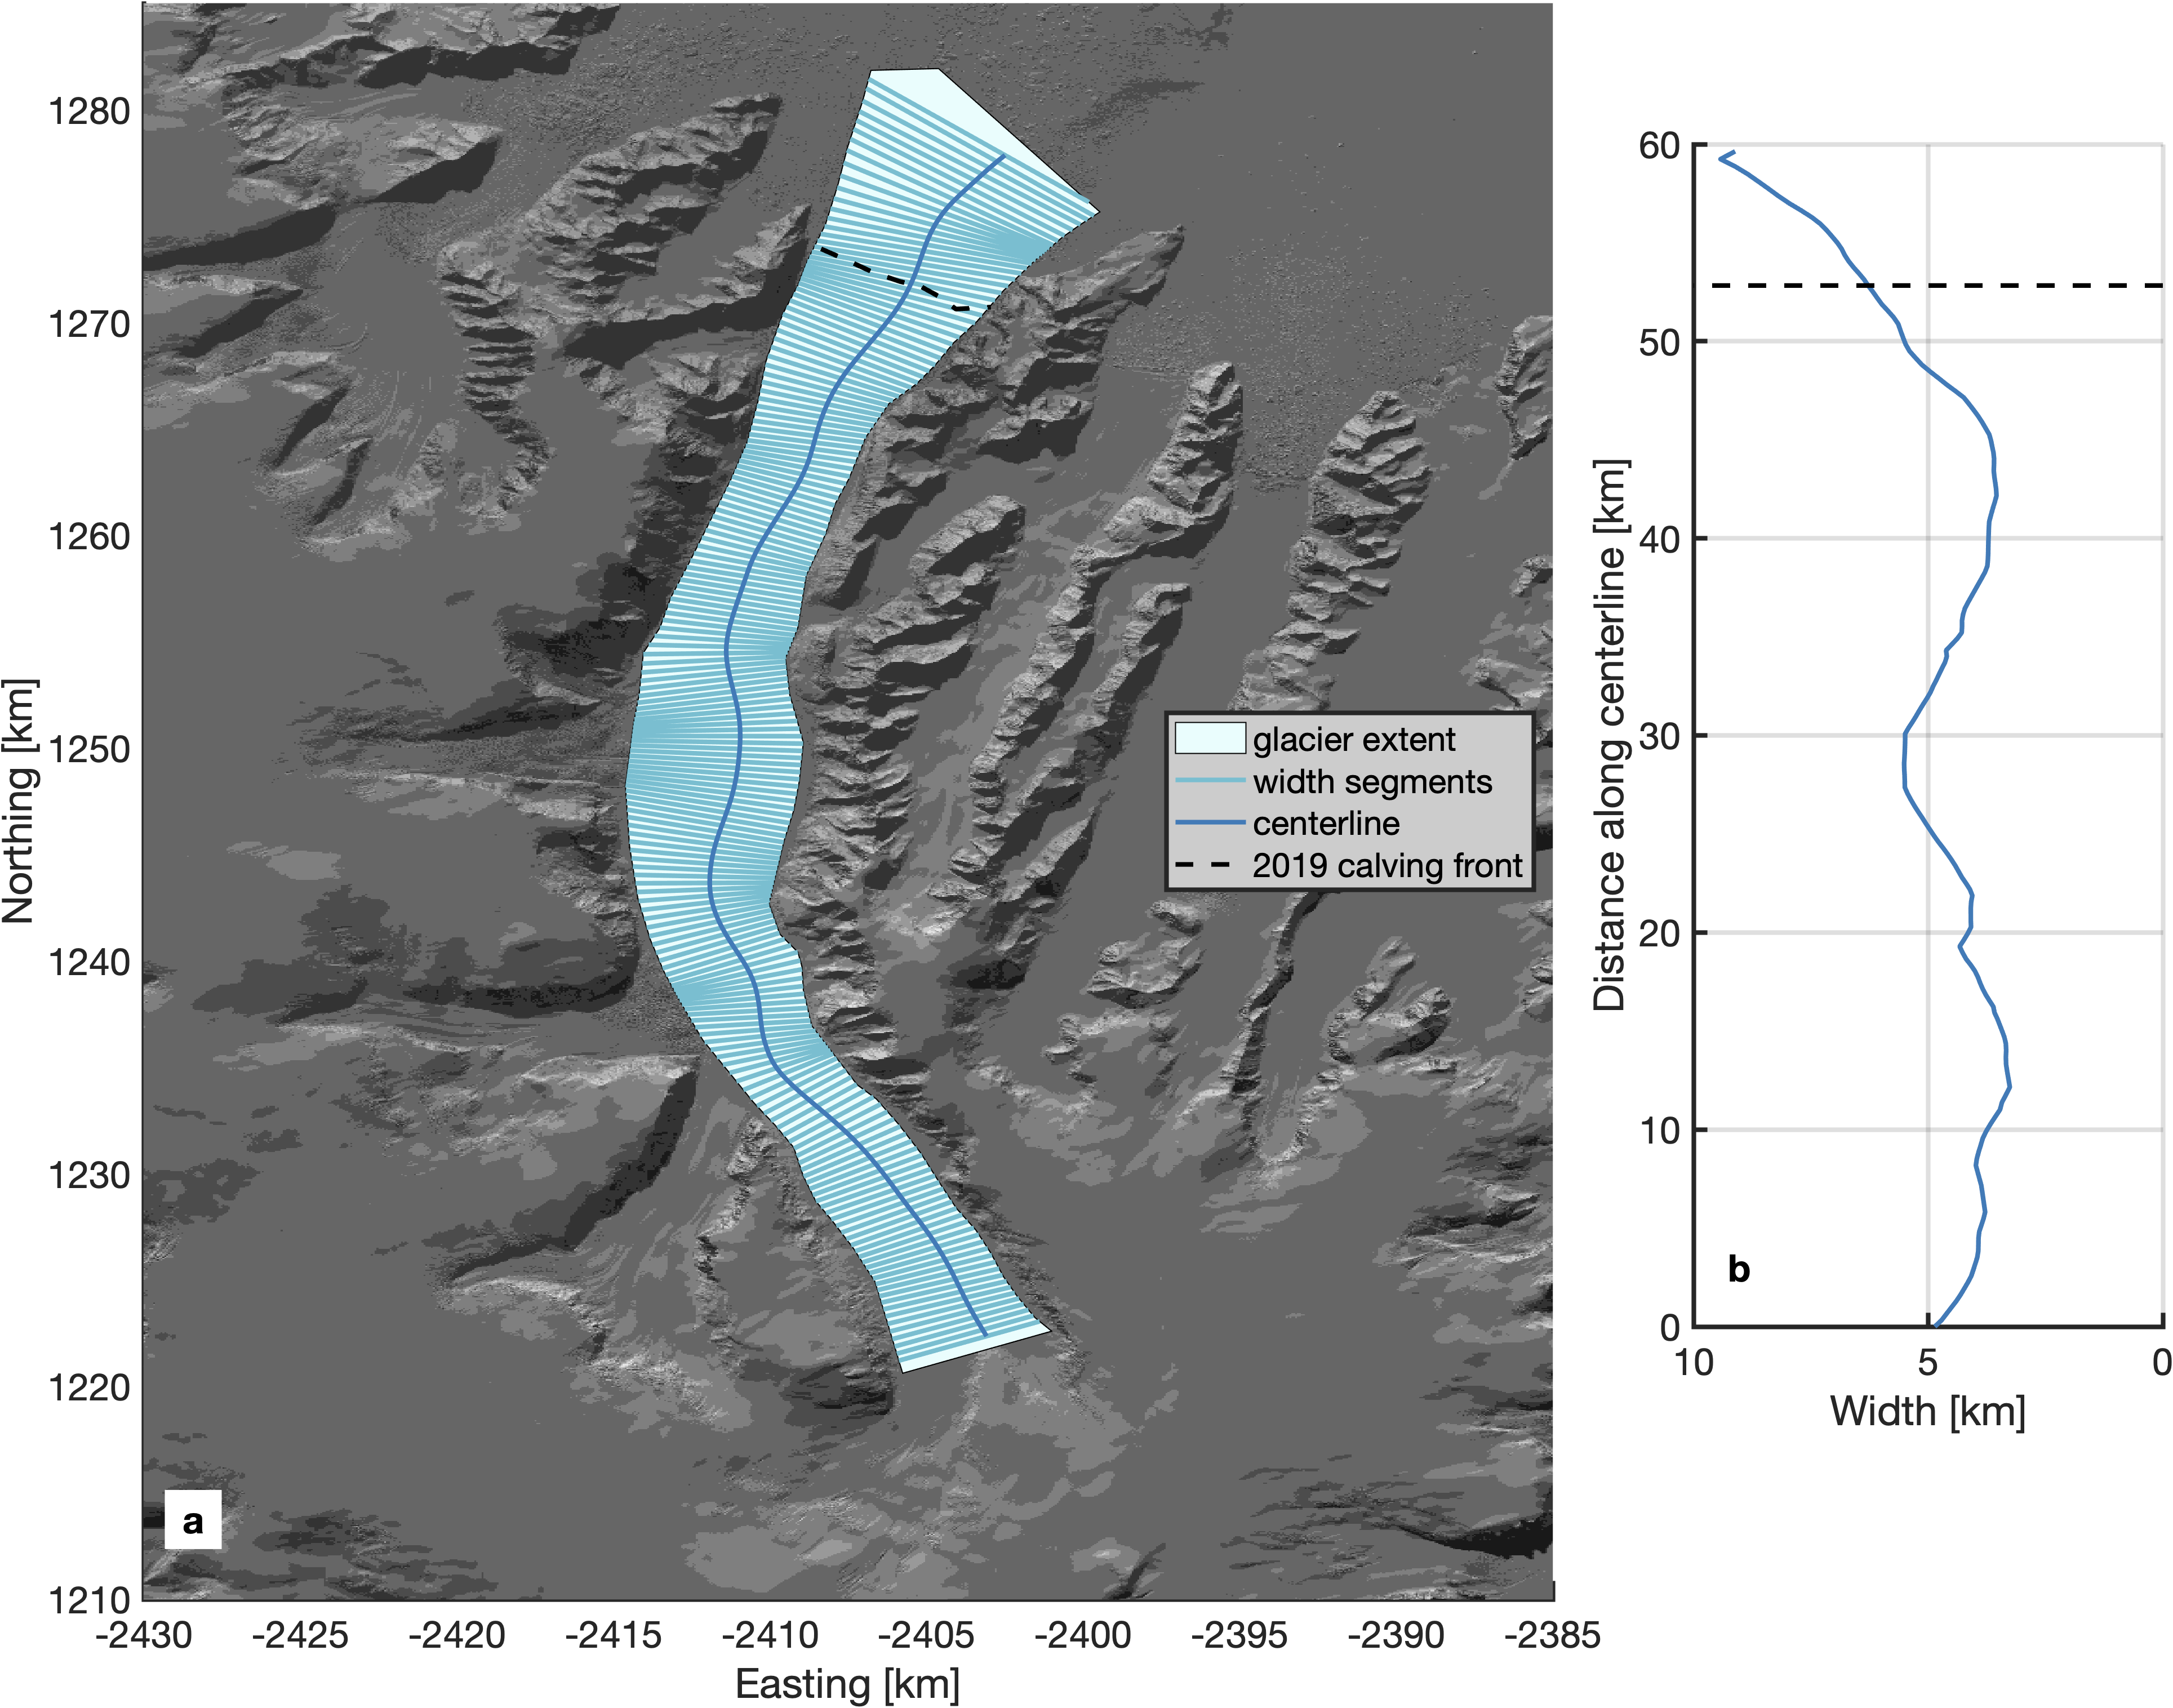 1280
1270
1260
1250
1240
1230
1220
1210
Northing [km]
-2430 -2425 -2420 -2415 -2410 -2405 -2400 -2395 -2390 -2385
Easting [km]
glacier extent
width segments
centerline
2019 calving front
a
60
50
40
30
20
10
0
Distance along centerline [km]
10 5 0
Width [km]
b